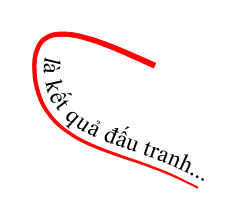 là kết quả đấu tranh...